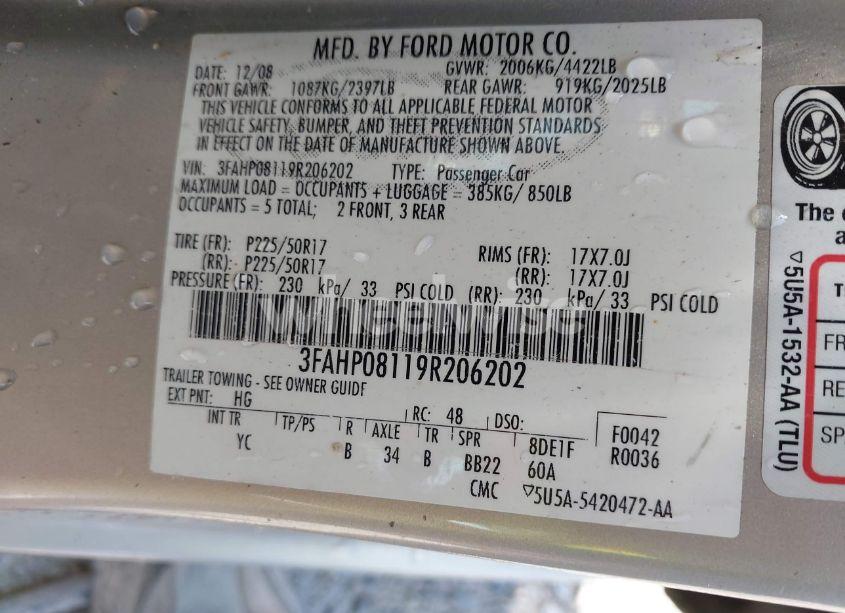 MFD. BY FORD MOTOR CO.
DATE: 12/08 GVWR: 2006KG/4422LB
FRONT GAWR: 1087KG/2397LB REAR GAWR: 919KG/2025LB
THIS VEHICLE CONFORMS TO ALL APPLICABLE FEDERAL MOTOR
VEHICLE SAFETY, BUMPER, AND THEFT PREVENTION STANDARDS
IN EFFECT ON THE DATE OF MANUFACTURE SHOWN ABOVE.
VIN: 3FAHP08119R206202 TYPE: Passenger Car
MAXIMUM LOAD = OCCUPANTS + LUGGAGE = 385KG/ 850LB
OCCUPANTS = 5 TOTAL; 2 FRONT, 3 REAR
TIRE (FR): P225/50R17 RIMS (FR): 17X7.0J
(RR): P225/50R17 (RR): 17X7.0J
PRESSURE (FR): 230 kPa/ 33 PSI COLD (RR): 230 kPa/ 33 PSI COLD
Wheelwise
3FAHP08119R206202
TRAILER TOWING - SEE OWNER GUIDE
EXT PNT: HG RC: 48 DSO:
INT TR TP/PS R AXLE TR SPR 8DE1F F0042
YC B 34 B BB22 60A R0036
CMC 5U5A-5420472-AA
5U5A-1532-AA (TLU)
The
FR
RE
SP